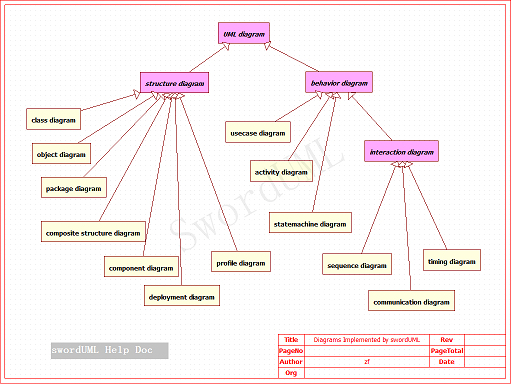 UML diagram
structure diagram
behavior diagram
class diagram
usecase diagram
object diagram
interaction diagram
activity diagram
package diagram
statemachine diagram
composite structure diagram
SwordUML
component diagram
profile diagram
sequence diagram
timing diagram
deployment diagram
communication diagram
swordUML Help Doc
Title Diagrams Implemented by swordUML Rev
PageNo PageTotal
Author zf Date
Org